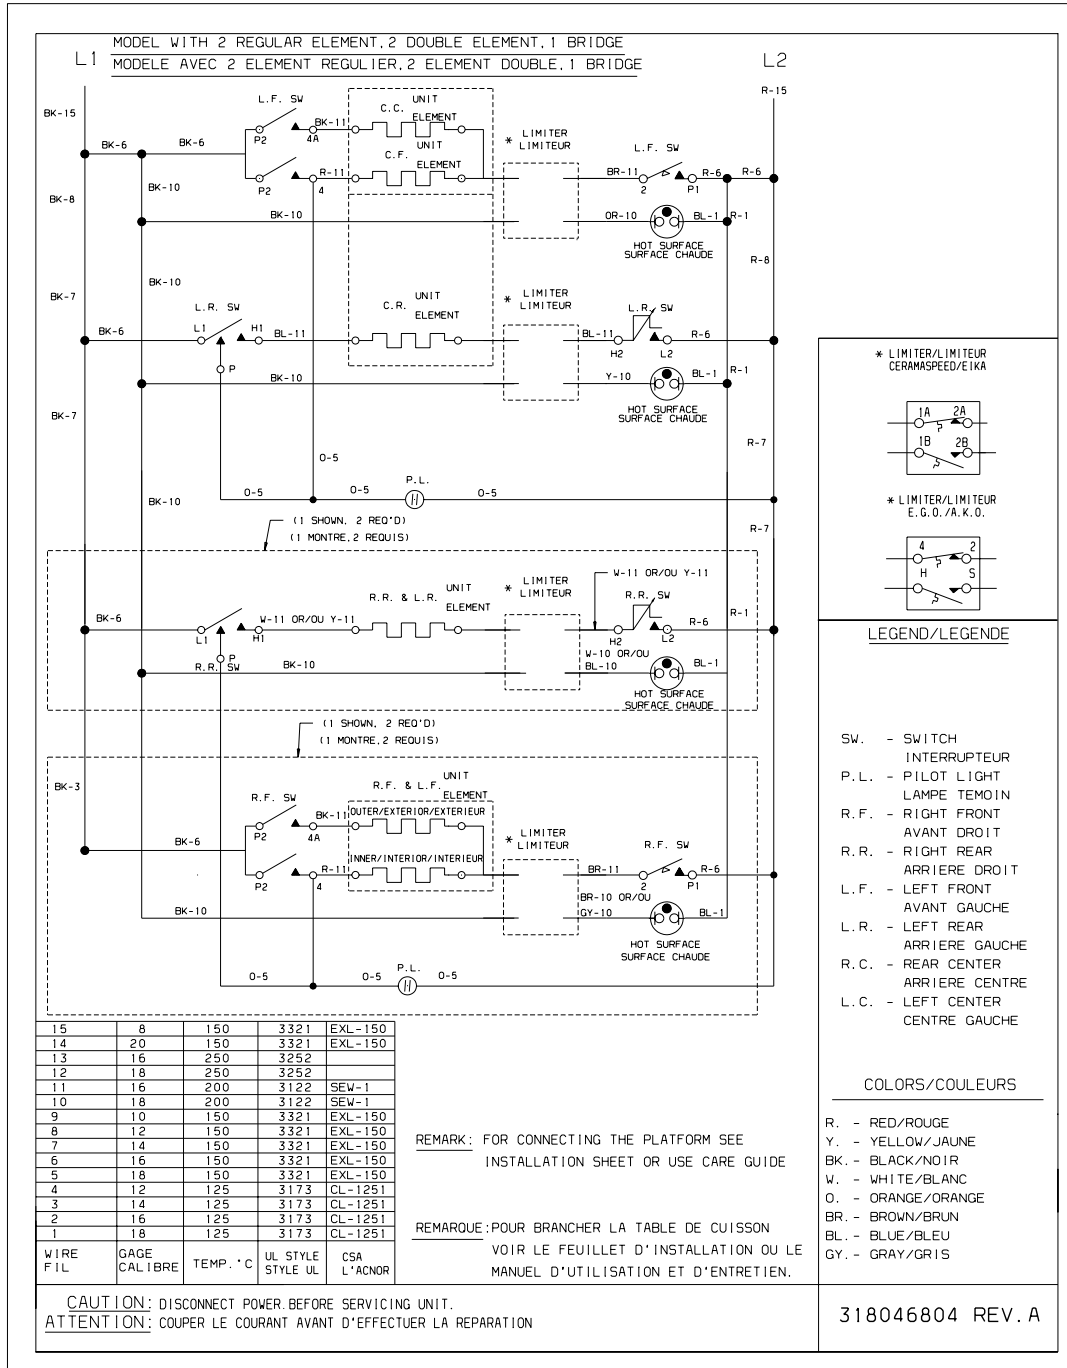 MODEL WITH 2 REGULAR ELEMENT, 2 DOUBLE ELEMENT, 1 BRIDGE
MODELE AVEC 2 ELEMENT REGULIER, 2 ELEMENT DOUBLE, 1 BRIDGE
L1
L2
BK-15
R-15
L.F. SW
C.C.
UNIT
ELEMENT
BK-11
P2
4A
BK-6
BK-6
UNIT
C.F.
ELEMENT
R-11
P2
4
* LIMITER
LIMITEUR
L.F. SW
BR-11
2
P1
R-6
R-6
BK-8
BK-10
BK-10
OR-10
BL-1
R-1
HOT SURFACE
SURFACE CHAUDE
R-8
BK-10
BK-7
L.R. SW
L1
H1
BK-6
BL-11
P
C.R.
UNIT
ELEMENT
* LIMITER
LIMITEUR
L.R. SW
BL-11
H2
L2
R-6
BK-10
Y-10
BL-1
R-1
HOT SURFACE
SURFACE CHAUDE
BK-7
R-7
O-5
P.L.
O-5
O-5
O-5
BK-10
R-7
(1 SHOWN, 2 REQ'D)
(1 MONTRE,2 REQUIS)
BK-6
L1
H1
W-11 OR/OU Y-11
P
R.R. SW
BK-10
R.R. & L.R.
UNIT
ELEMENT
* LIMITER
LIMITEUR
W-11 OR/OU Y-11
R.R. SW
H2
L2
R-6
R-1
W-10 OR/OU
BL-10
BL-1
HOT SURFACE
SURFACE CHAUDE
(1 SHOWN, 2 REQ'D)
(1 MONTRE,2 REQUIS)
BK-3
R.F. SW
R.F. & L.F.
UNIT
ELEMENT
OUTER/EXTERIOR/EXTERIEUR
BK-11
P2
4A
BK-6
INNER/INTERIOR/INTERIEUR
R-11
P2
4
* LIMITER
LIMITEUR
R.F. SW
BR-11
2
P1
R-6
BK-10
BR-10 OR/OU
GY-10
BL-1
HOT SURFACE
SURFACE CHAUDE
O-5
O-5
P.L.
O-5
* LIMITER/LIMITEUR
CERAMASPEED/EIKA
1A 2A
1B 2B
* LIMITER/LIMITEUR
E.G.O./A.K.O.
4 2
H S
LEGEND/LEGENDE
SW. - SWITCH
INTERRUPTEUR
P.L. - PILOT LIGHT
LAMPE TEMOIN
R.F. - RIGHT FRONT
AVANT DROIT
R.R. - RIGHT REAR
ARRIERE DROIT
L.F. - LEFT FRONT
AVANT GAUCHE
L.R. - LEFT REAR
ARRIERE GAUCHE
R.C. - REAR CENTER
ARRIERE CENTRE
L.C. - LEFT CENTER
CENTRE GAUCHE
COLORS/COULEURS
R. - RED/ROUGE
Y. - YELLOW/JAUNE
BK. - BLACK/NOIR
W. - WHITE/BLANC
O. - ORANGE/ORANGE
BR. - BROWN/BRUN
BL. - BLUE/BLEU
GY. - GRAY/GRIS
15 8 150 3321 EXL-150
14 20 150 3321 EXL-150
13 16 250 3252
12 18 250 3252
11 16 200 3122 SEW-1
10 18 200 3122 SEW-1
9 10 150 3321 EXL-150
8 12 150 3321 EXL-150
7 14 150 3321 EXL-150
6 16 150 3321 EXL-150
5 18 150 3321 EXL-150
4 12 125 3173 CL-1251
3 14 125 3173 CL-1251
2 16 125 3173 CL-1251
1 18 125 3173 CL-1251
WIRE GAGE TEMP.°C UL STYLE CSA
FIL CALIBRE STYLE UL L'ACNOR
REMARK: FOR CONNECTING THE PLATFORM SEE
INSTALLATION SHEET OR USE CARE GUIDE
REMARQUE:POUR BRANCHER LA TABLE DE CUISSON
VOIR LE FEUILLET D'INSTALLATION OU LE
MANUEL D'UTILISATION ET D'ENTRETIEN.
CAUTION: DISCONNECT POWER.BEFORE SERVICING UNIT.
ATTENTION: COUPER LE COURANT AVANT D'EFFECTUER LA REPARATION
318046804 REV.A